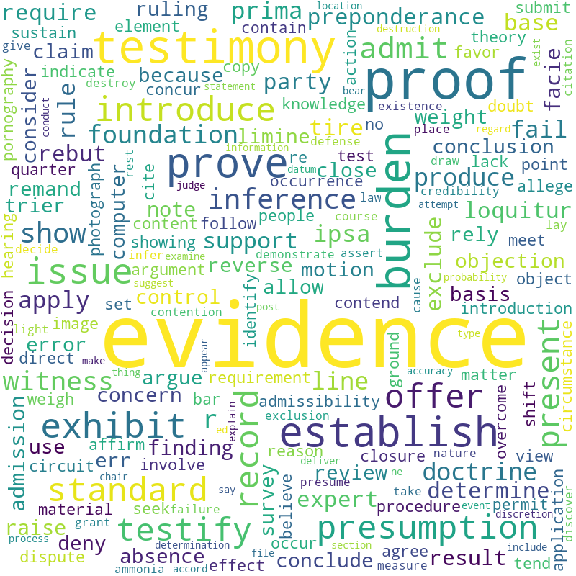 require ruling prima preponderance submit
location
give sustain element contain action base
testimony admit proof theory
claim favor citation
pornography indicate because copy party destruction
destroy concur knowledge exist
consider rule statement existence bear facie
conduct introduce tire weight doubt fail
foundation limine no place regard
rebut prove re defense test conclusion
quarter information datum law draw lack point
remand photograph computer rest cite judge occurrence close burden produce allege
trier inference credibility attempt
hearing show note people course exclude loquitur
decide showing content follow support ipsa demonstrate assert rely meet lay
infer examine reverse motion cause objection object
issue argument suggest allow probability basis introduction
apply set control identify contend
decision contention post
light image evidence type circumstance
error direct make appear ground accuracy present
thing argue requirement line offer matter shift
witness concern bar explain admissibility overcome
weigh exhibit r record exclusion establish
admission affirm finding ed reason closure nature view
use err circuit involve chair say deliver review presume ne doctrine
material standard seek failure survey believe expert take event permit discretion
raise grant testify procedure determine application discover
deny occur presumption
process absence determination file agree section include tend
dispute ammonia accord effect conclude measure result